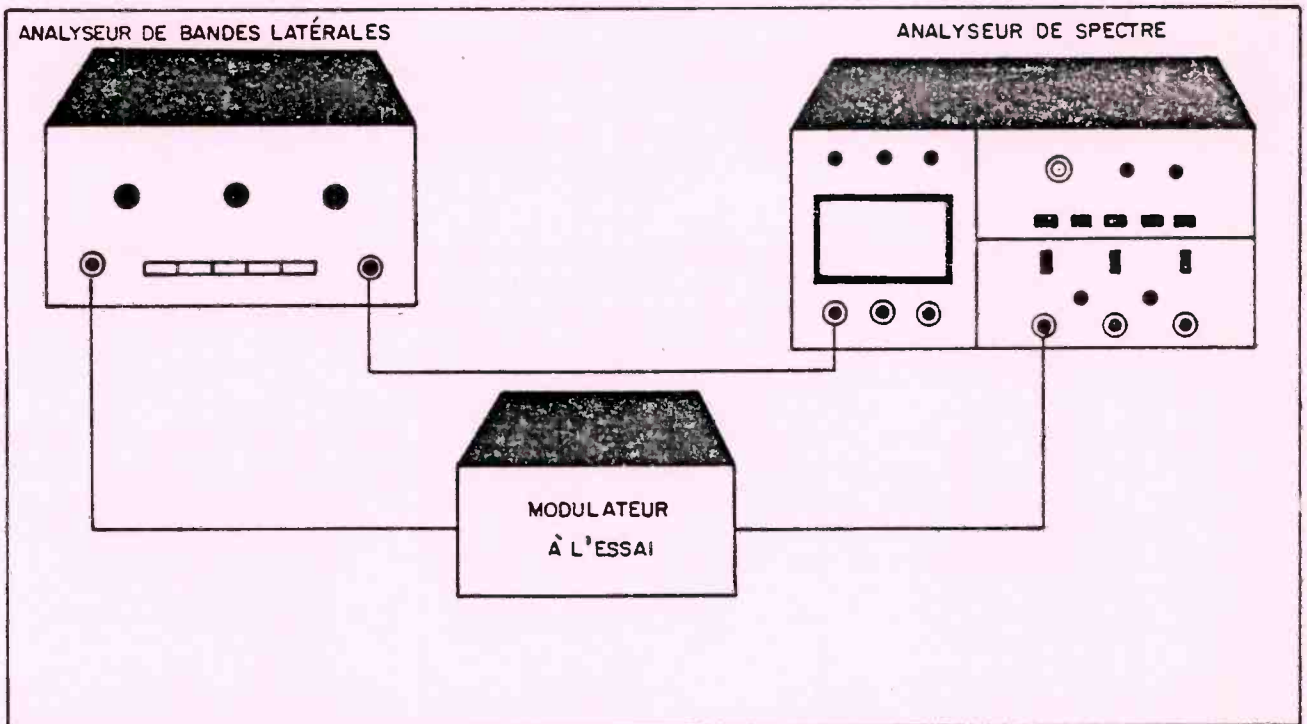 ANALYSEUR DE BANDES LATÉRALES
ANALYSEUR DE SPECTRE
MODULATEUR
À L'ESSAI